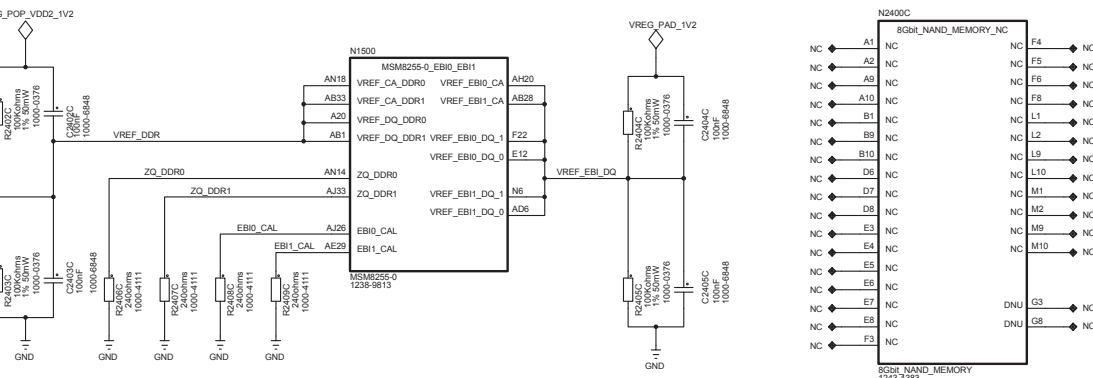 G_POP_VDD2_1V2
R2402C
100Kohms
1% 50mW
1000-0376
C2402C
100nF
1000-6848
VREF_DDR
R2403C
100Kohms
1% 50mW
1000-0376
C2403C
100nF
1000-6848
GND
ZQ_DDR0
ZQ_DDR1
EBI0_CAL
EBI1_CAL
R2406C
240ohms
1000-4111
GND
R2407C
240ohms
1000-4111
GND
R2408C
240ohms
1000-4111
GND
R2409C
240ohms
1000-4111
GND
N1500
MSM8255-0_EBI0_EBI1
AN18 VREF_CA_DDR0 VREF_EBI0_CA AH20
AB33 VREF_CA_DDR1 VREF_EBI1_CA AB28
A20 VREF_DQ_DDR0
AB1 VREF_DQ_DDR1 VREF_EBI0_DQ_1 F22
VREF_EBI0_DQ_0 E12
AN14 ZQ_DDR0
AJ33 ZQ_DDR1 VREF_EBI1_DQ_1 N6
VREF_EBI1_DQ_0 AD6
AJ26 EBI0_CAL
AE29 EBI1_CAL
MSM8255-0
1238-9813
VREF_EBI_DQ
VREG_PAD_1V2
R2404C
100Kohms
1% 50mW
1000-0376
C2404C
100nF
1000-6848
R2405C
100Kohms
1% 50mW
1000-0376
C2405C
100nF
1000-6848
GND
N2400C
8Gbit_NAND_MEMORY_NC
NC A1 NC NC F4 NC
NC A2 NC NC F5 NC
NC A9 NC NC F6 NC
NC A10 NC NC F8 NC
NC B1 NC NC L1 NC
NC B9 NC NC L2 NC
NC B10 NC NC L9 NC
NC D6 NC NC L10 NC
NC D7 NC NC M1 NC
NC D8 NC NC M2 NC
NC E3 NC NC M9 NC
NC E4 NC NC M10 NC
NC E5 NC
NC E6 NC
NC E7 NC DNU G3 NC
NC E8 NC DNU G8 NC
NC F3 NC
8Gbit_NAND_MEMORY